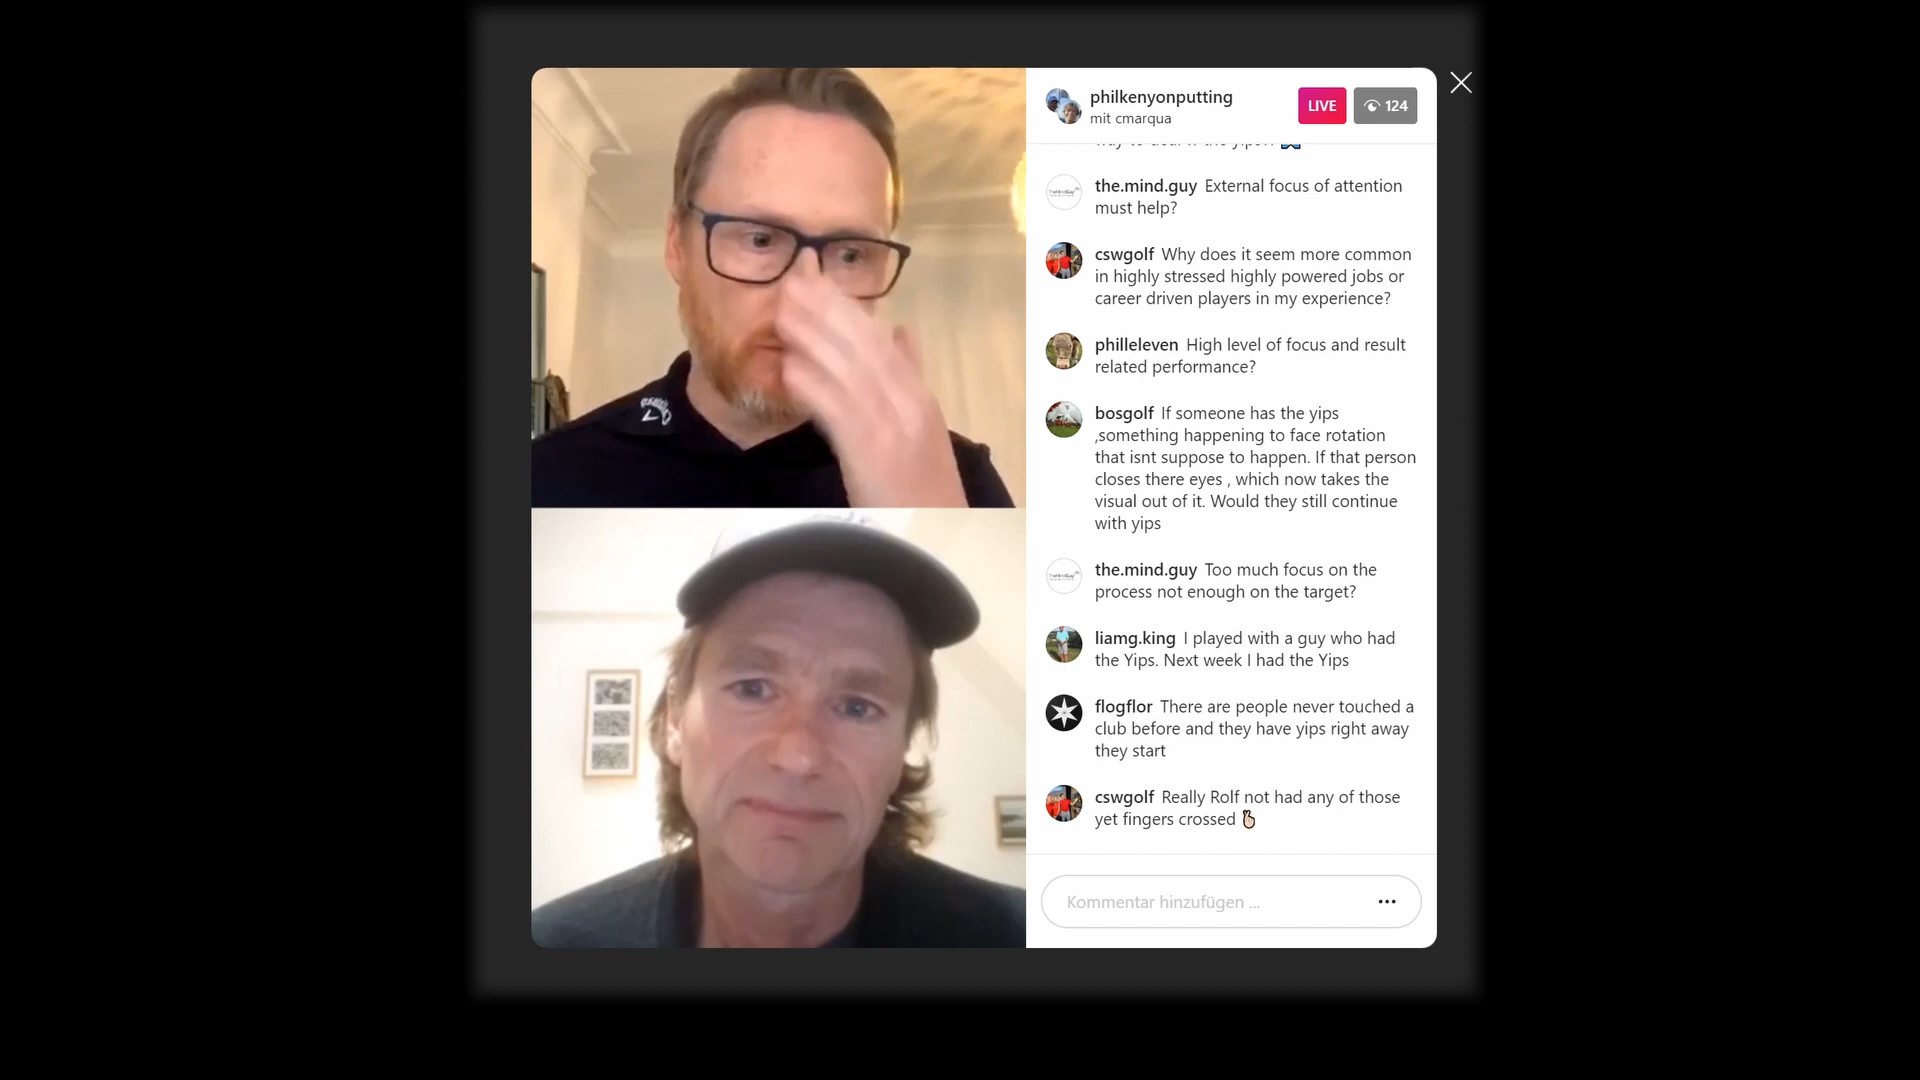 philkenyonputting
mit cmarqua
LIVE
124
the.mind.guy External focus of attention
must help?
cswgolf Why does it seem more common
in highly stressed highly powered jobs or
career driven players in my experience?
philleleven High level of focus and result
related performance?
bosgolf If someone has the yips
,something happening to face rotation
that isnt suppose to happen. If that person
closes there eyes , which now takes the
visual out of it. Would they still continue
with yips
the.mind.guy Too much focus on the
process not enough on the target?
liamg.king I played with a guy who had
the Yips. Next week I had the Yips
flogflor There are people never touched a
club before and they have yips right away
they start
cswgolf Really Rolf not had any of those
yet fingers crossed 🤞🏻
Kommentar hinzufügen ...